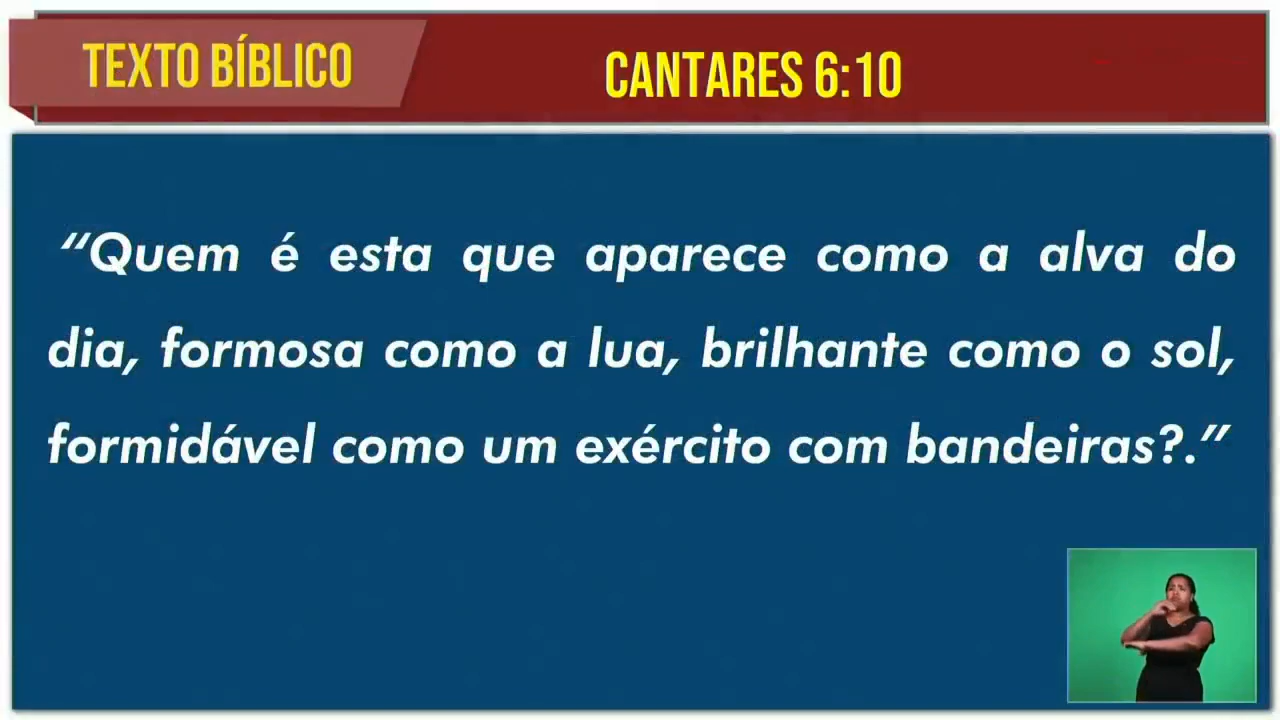 TEXTO BÍBLICO
CANTARES 6:10
“Quem é esta que aparece como a alva do
dia, formosa como a lua, brilhante como o sol,
formidável como um exército com bandeiras?.”